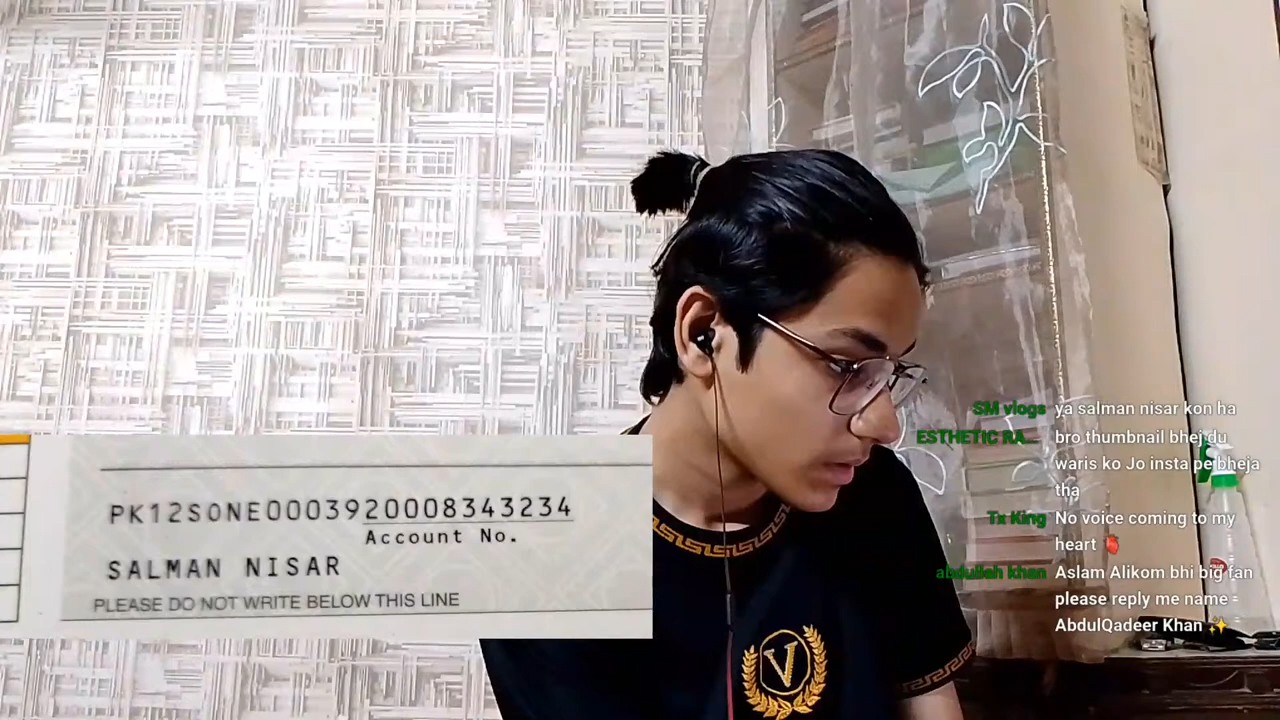 PK12SONE0003920008343234
Account No.
SALMAN NISAR
PLEASE DO NOT WRITE BELOW THIS LINE
V
SM vlogs ya salman nisar kon ha
ESTHETIC RA... bro thumbnail bhej du
waris ko Jo insta pe bheja
tha
Tx King No voice coming to my
heart 🫀
abdullah khan Aslam Alikom bhi big fan
please reply me name -
AbdulQadeer Khan ✨